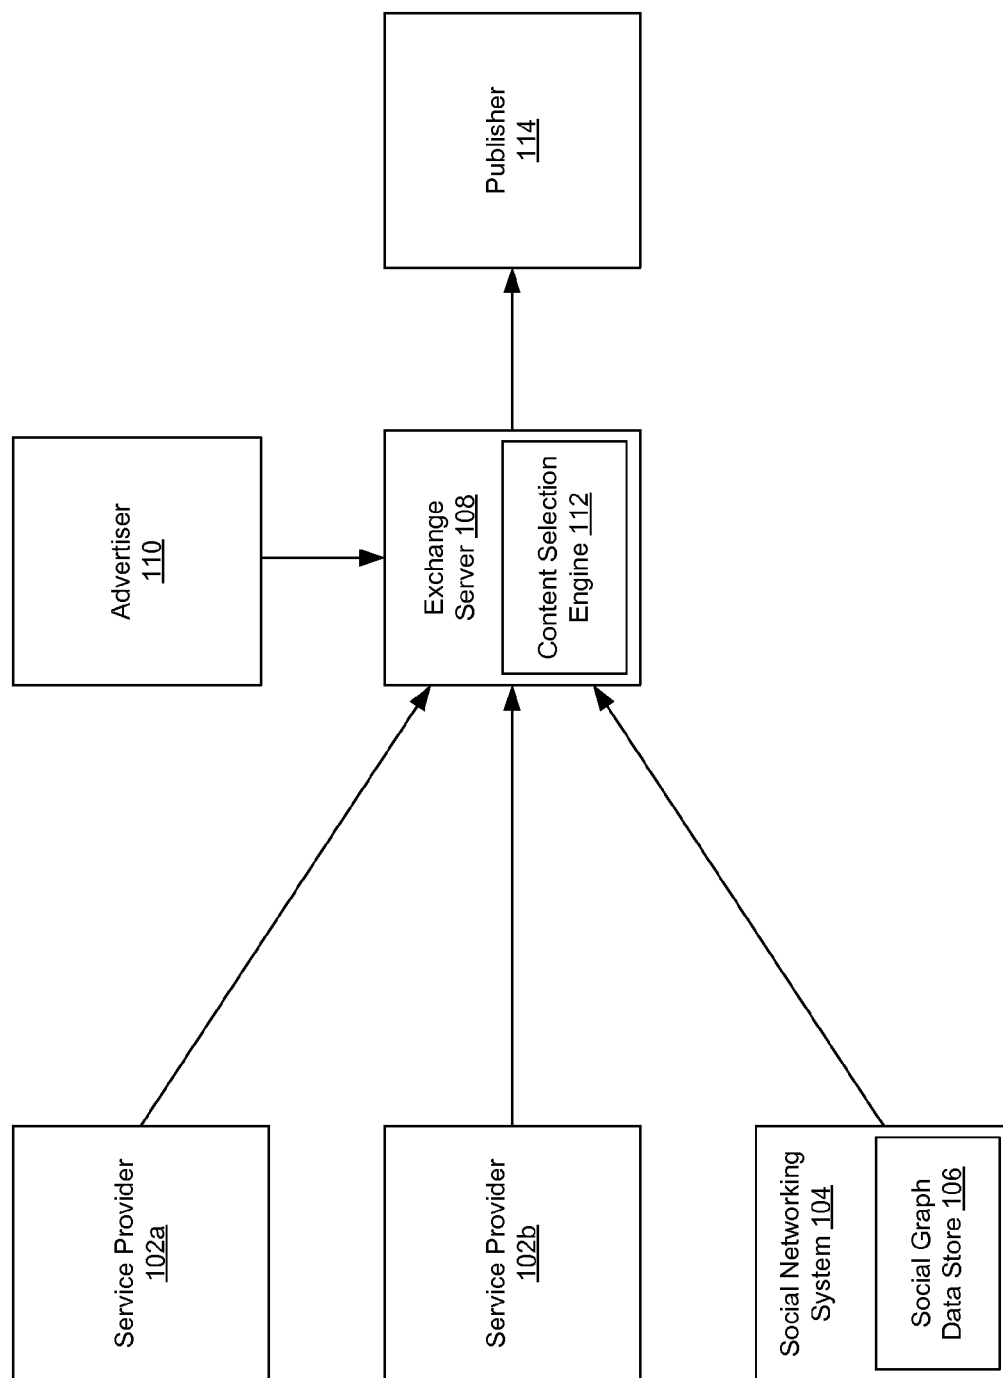 Service Provider
102a
Service Provider
102b
Social Networking
System 104
Social Graph
Data Store 106
Advertiser
110
Exchange
Server 108
Content Selection
Engine 112
Publisher
114